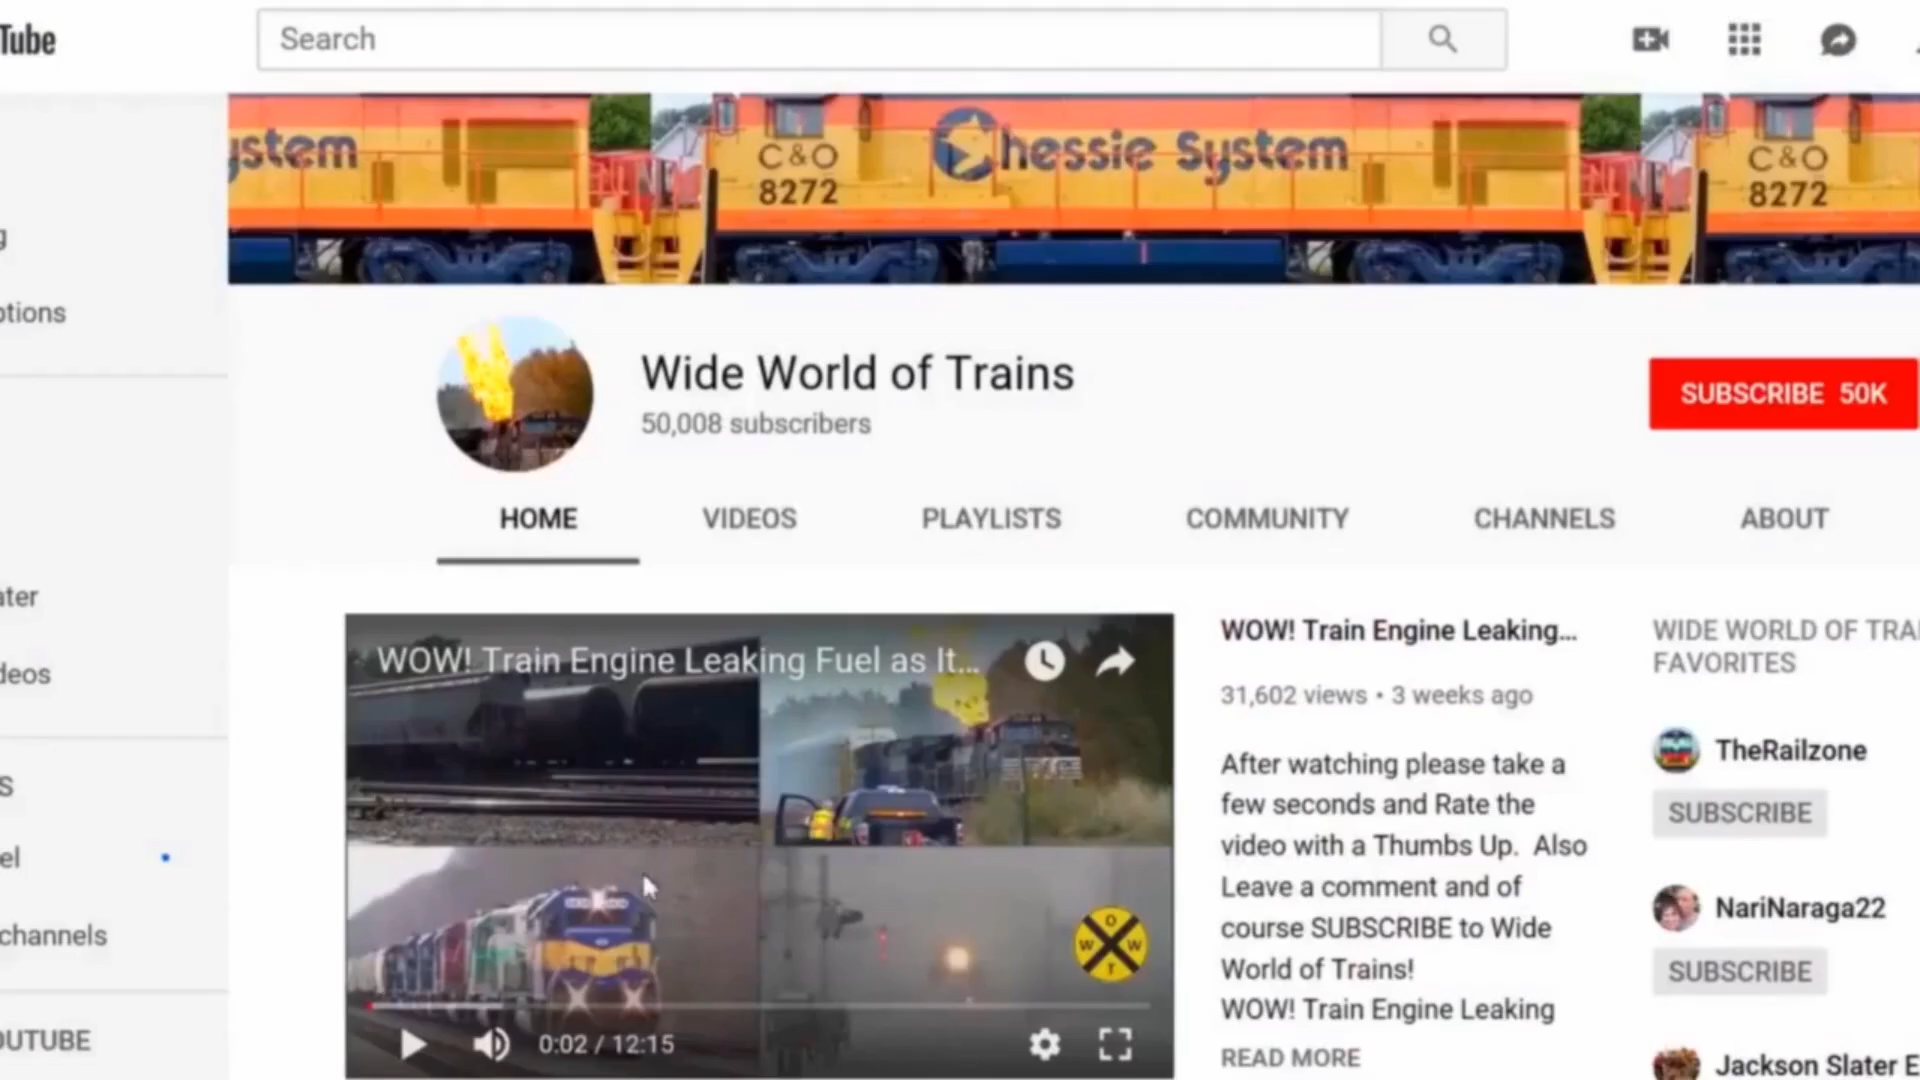 Tube
Search
ystem
C&O
8272
Chessie System
C&O
8272
Wide World of Trains
50,008 subscribers
SUBSCRIBE 50K
HOME
VIDEOS
PLAYLISTS
COMMUNITY
CHANNELS
ABOUT
g
ptions
ater
deos
S
el
channels
OUTUBE
WOW! Train Engine Leaking Fuel as It...
O
W W
T
0:02 / 12:15
WOW! Train Engine Leaking...
31,602 views • 3 weeks ago
After watching please take a
few seconds and Rate the
video with a Thumbs Up. Also
Leave a comment and of
course SUBSCRIBE to Wide
World of Trains!
WOW! Train Engine Leaking
READ MORE
WIDE WORLD OF TRA
FAVORITES
TheRailzone
SUBSCRIBE
NariNaraga22
SUBSCRIBE
Jackson Slater E